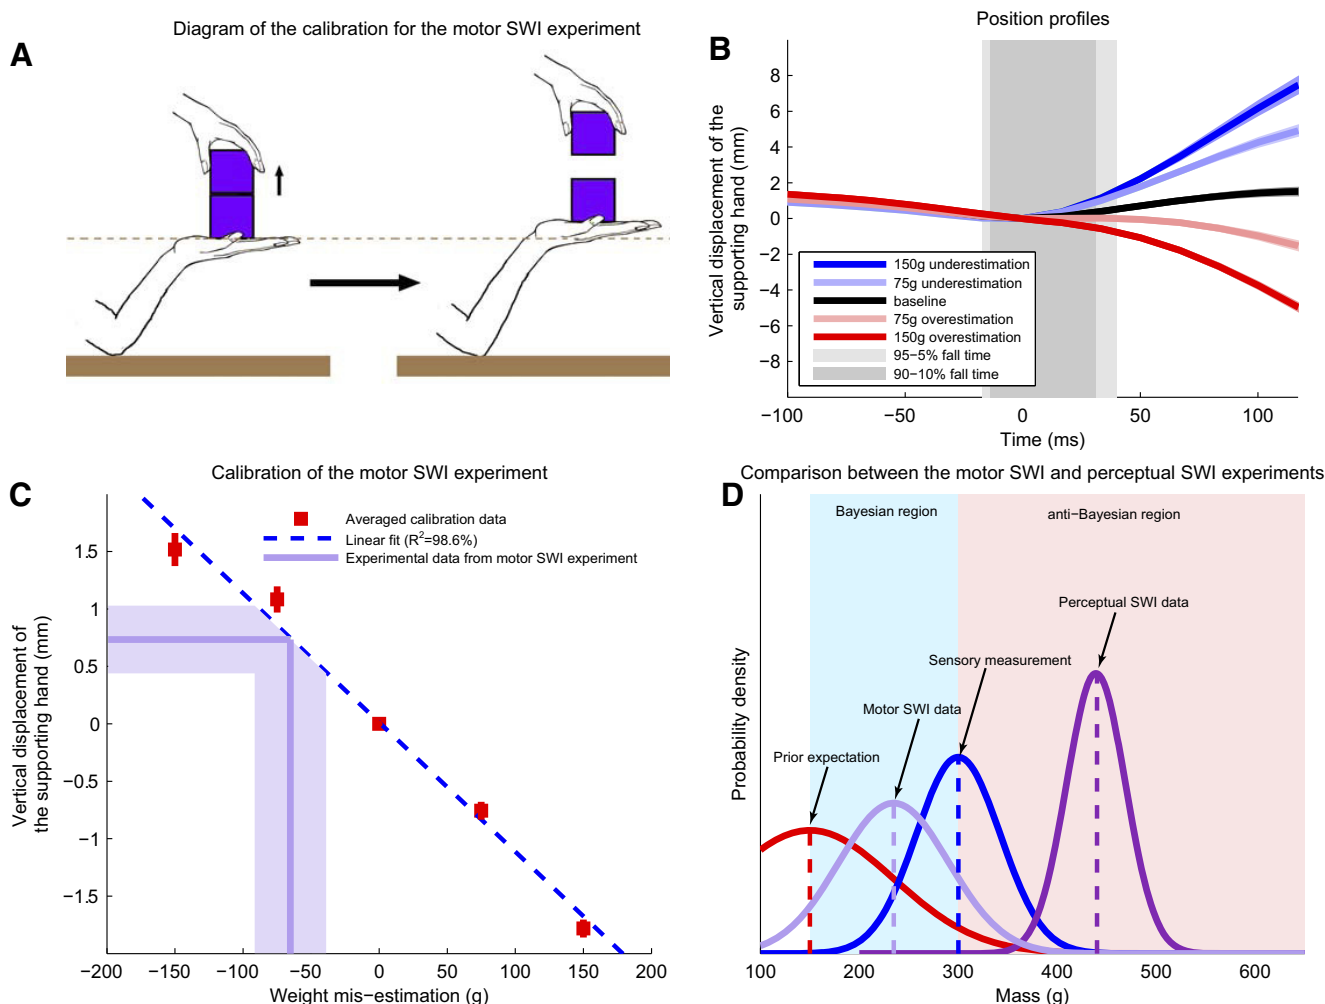 A
Diagram of the calibration for the motor SWI experiment
B
Position profiles
Vertical displacement of the
supporting hand (mm)
8
6
4
2
0
−2
−4
−6
−8
150g underestimation
75g underestimation
baseline
75g overestimation
150g overestimation
95−5% fall time
90−10% fall time
−100
−50
0
50
100
Time (ms)
C
Calibration of the motor SWI experiment
Vertical displacement of
the supporting hand (mm)
1.5
1
0.5
0
−0.5
−1
−1.5
Averaged calibration data
Linear fit (R²=98.6%)
Experimental data from motor SWI experiment
−200
−150
−100
−50
0
50
100
150
200
Weight mis−estimation (g)
D
Comparison between the motor SWI and perceptual SWI experiments
Probability density
Bayesian region
anti−Bayesian region
Perceptual SWI data
Sensory measurement
Motor SWI data
Prior expectation
100
200
300
400
500
600
Mass (g)